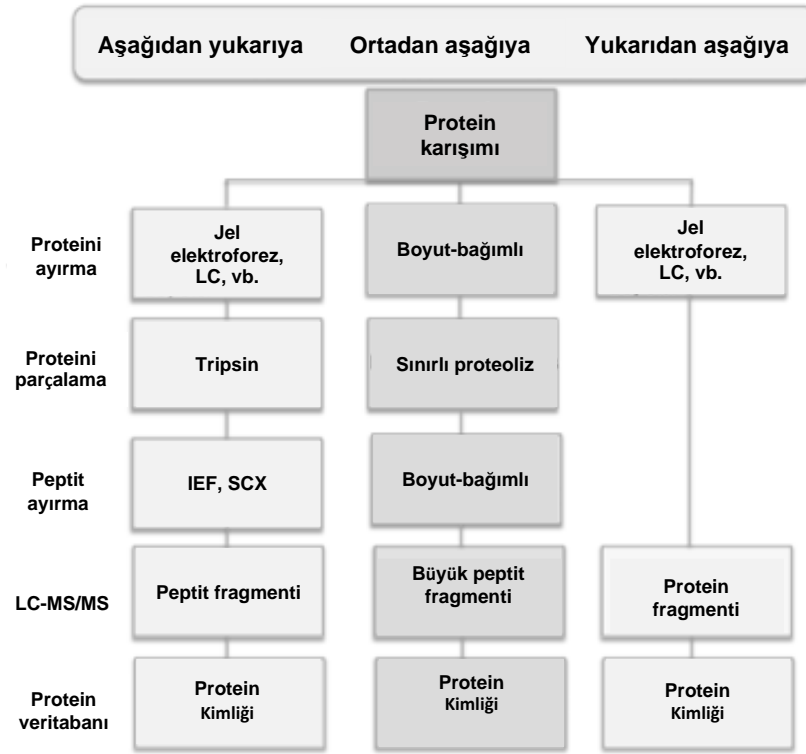 Aşağıdan yukarıya Ortadan aşağıya Yukarıdan aşağıya
Protein
karışımı
Proteini
ayırma
Jel
elektroforez,
LC, vb.
Boyut-bağımlı
Jel
elektroforez,
LC, vb.
Proteini
parçalama
Tripsin
Sınırlı proteoliz
Peptit
ayırma
IEF, SCX
Boyut-bağımlı
LC-MS/MS
Peptit fragmenti
Büyük peptit
fragmenti
Protein
fragmenti
Protein
veritabanı
Protein
Kimliği
Protein
Kimliği
Protein
Kimliği